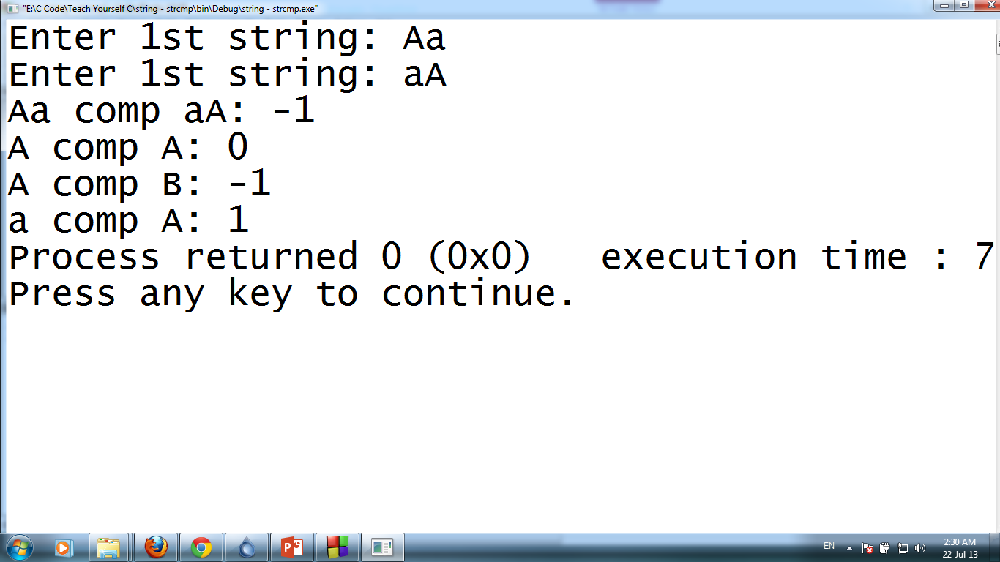 "E:\C Code\Teach Yourself C\string - strcmp\bin\Debug\string - strcmp.exe"
Enter 1st string: Aa
Enter 1st string: aA
Aa comp aA: -1
A comp A: 0
A comp B: -1
a comp A: 1
Process returned 0 (0x0)   execution time : 7
Press any key to continue.
EN
2:30 AM
22-Jul-13